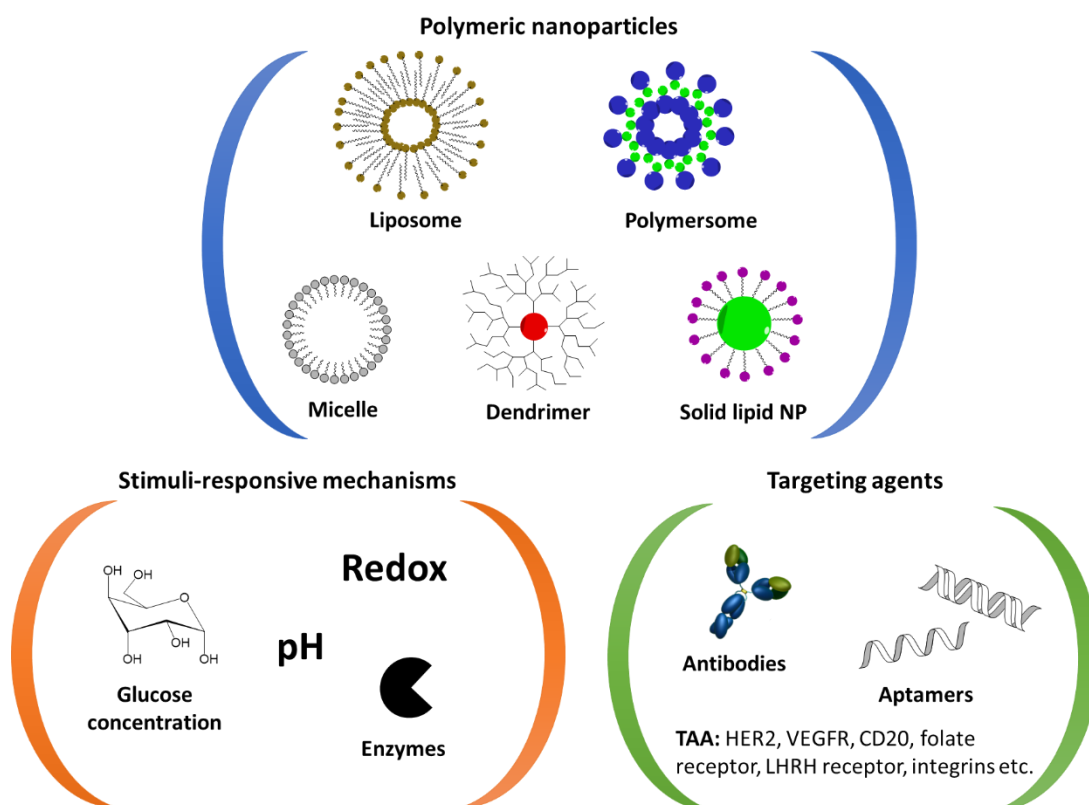 Polymeric nanoparticles
Liposome
Polymersome
Micelle
Dendrimer
Solid lipid NP
Stimuli-responsive mechanisms
OH
OH
O
OH
OH
OH
Glucose
concentration
Redox
pH
Enzymes
Targeting agents
Antibodies
Aptamers
TAA: HER2, VEGFR, CD20, folate
receptor, LHRH receptor, integrins etc.